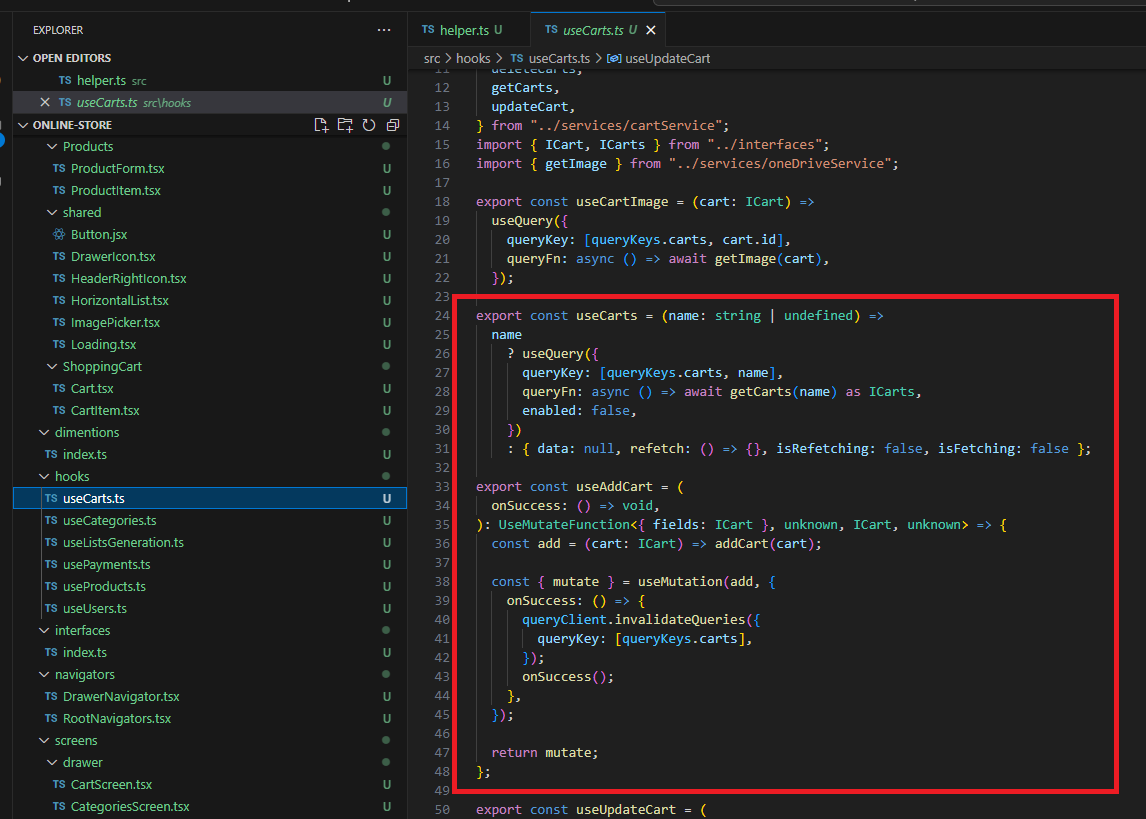 EXPLORER
OPEN EDITORS
TS helper.ts src U
TS useCarts.ts src\hooks U
ONLINE-STORE
Products
TS ProductForm.tsx U
TS ProductItem.tsx U
shared
Button.jsx U
TS DrawerIcon.tsx U
TS HeaderRightIcon.tsx U
TS HorizontalList.tsx U
TS ImagePicker.tsx U
TS Loading.tsx U
ShoppingCart
TS Cart.tsx U
TS CartItem.tsx U
dimentions
TS index.ts U
hooks
TS useCarts.ts U
TS useCategories.ts U
TS useListsGeneration.ts U
TS usePayments.ts U
TS useProducts.ts U
TS useUsers.ts U
interfaces
TS index.ts U
navigators
TS DrawerNavigator.tsx U
TS RootNavigators.tsx U
screens
drawer
TS CartScreen.tsx U
TS CategoriesScreen.tsx U
TS helper.ts U TS useCarts.ts U
src > hooks > TS useCarts.ts > useUpdateCart
11 deleteCarts,
12 getCarts,
13 updateCart,
14 } from "../services/cartService";
15 import { ICart, ICarts } from "../interfaces";
16 import { getImage } from "../services/oneDriveService";
17
18 export const useCartImage = (cart: ICart) =>
19 useQuery({
20 queryKey: [queryKeys.carts, cart.id],
21 queryFn: async () => await getImage(cart),
22 });
23
24 export const useCarts = (name: string | undefined) =>
25 name
26 ? useQuery({
27 queryKey: [queryKeys.carts, name],
28 queryFn: async () => await getCarts(name) as ICarts,
29 enabled: false,
30 })
31 : { data: null, refetch: () => {}, isRefetching: false, isFetching: false };
32
33 export const useAddCart = (
34 onSuccess: () => void,
35 ): UseMutateFunction<{ fields: ICart }, unknown, ICart, unknown> => {
36 const add = (cart: ICart) => addCart(cart);
37
38 const { mutate } = useMutation(add, {
39 onSuccess: () => {
40 queryClient.invalidateQueries({
41 queryKey: [queryKeys.carts],
42 });
43 onSuccess();
44 },
45 });
46
47 return mutate;
48 };
49
50 export const useUpdateCart = (